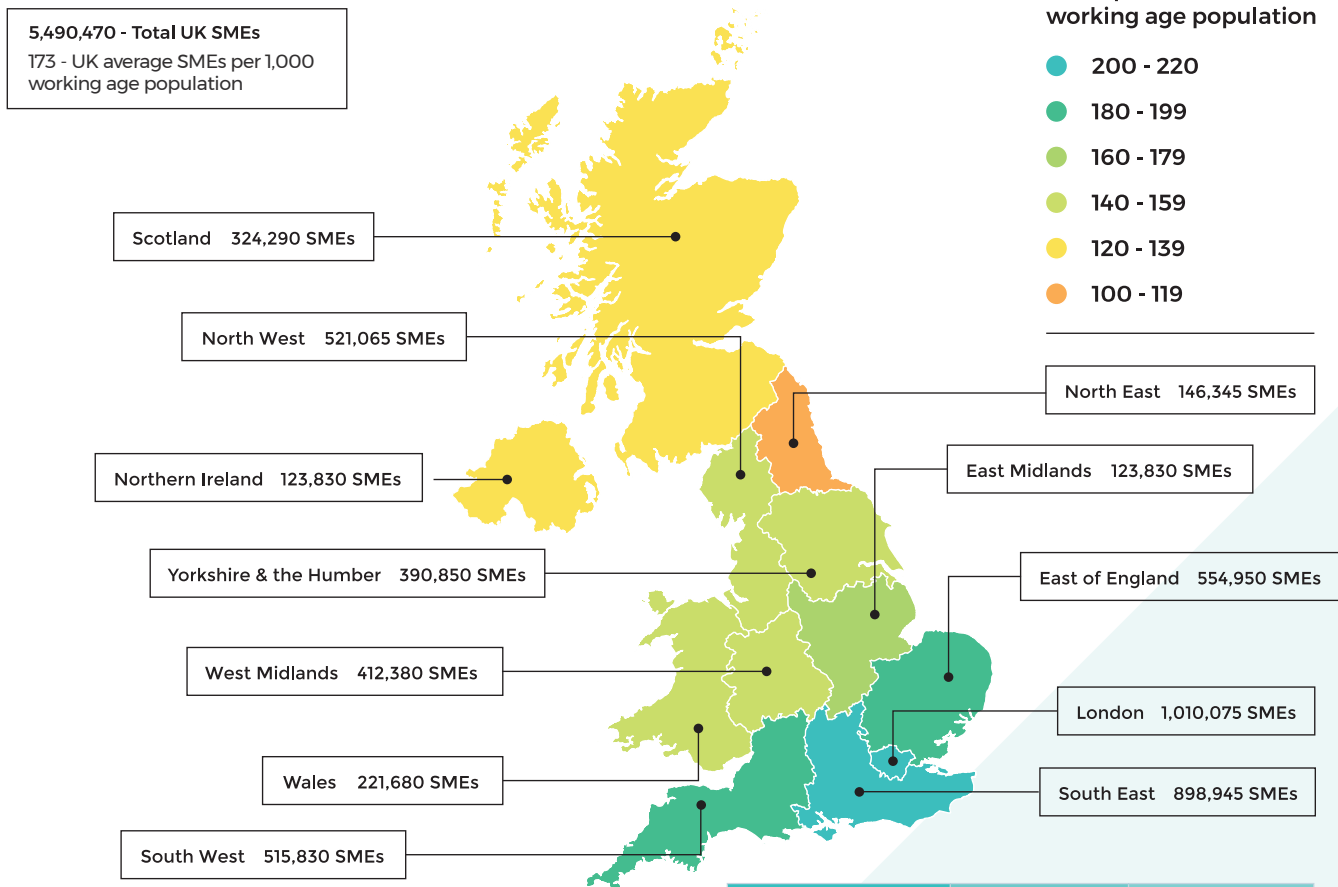 5,490,470 - Total UK SMEs
173 - UK average SMEs per 1,000
working age population
working age population
200 - 220
180 - 199
160 - 179
140 - 159
120 - 139
100 - 119
Scotland 324,290 SMEs
North West 521,065 SMEs
North East 146,345 SMEs
Northern Ireland 123,830 SMEs
East Midlands 123,830 SMEs
Yorkshire & the Humber 390,850 SMEs
East of England 554,950 SMEs
West Midlands 412,380 SMEs
London 1,010,075 SMEs
Wales 221,680 SMEs
South East 898,945 SMEs
South West 515,830 SMEs